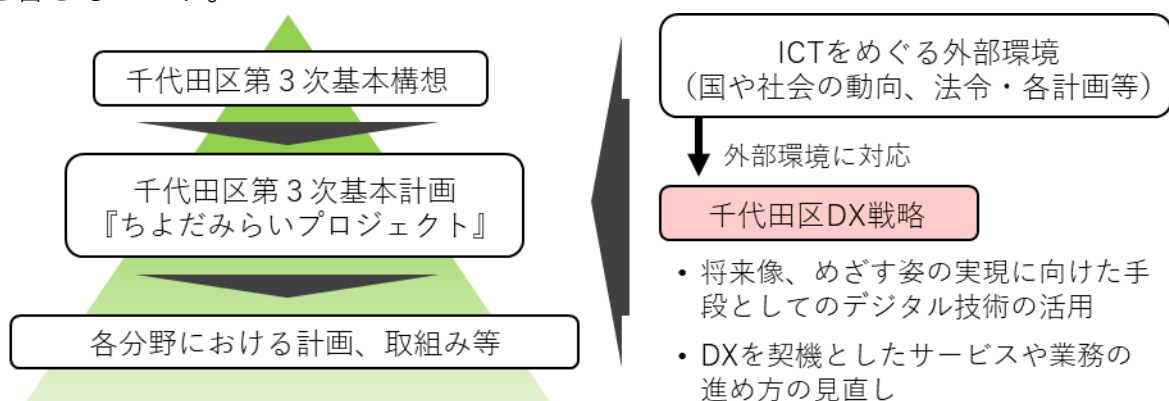 千代田区第３次基本構想
千代田区第３次基本計画
『ちよだみらいプロジェクト』
各分野における計画、取組み等
ICTをめぐる外部環境
（国や社会の動向、法令・各計画等）
外部環境に対応
千代田区DX戦略
• 将来像、めざす姿の実現に向けた手
段としてのデジタル技術の活用
• DXを契機としたサービスや業務の
進め方の見直し